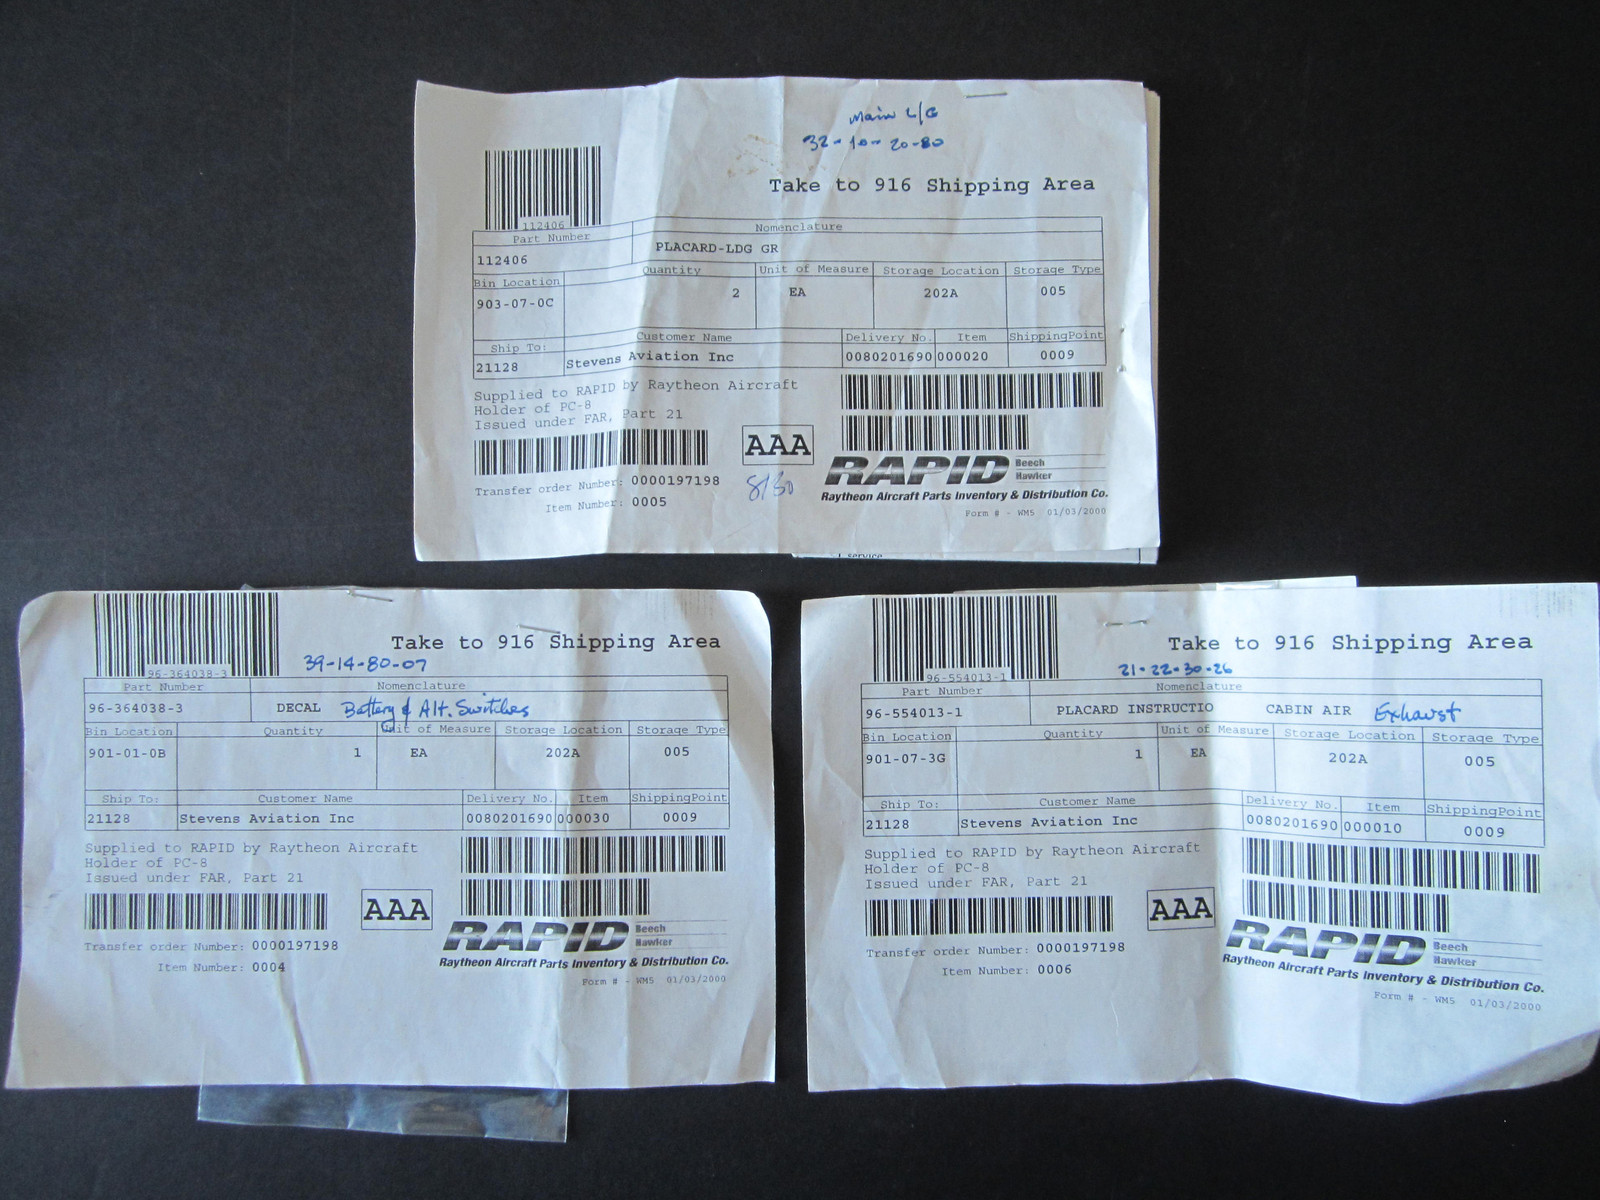 Main L/G
32-10-20-80
Take to 916 Shipping Area
112406
Part Number Nomenclature
112406 PLACARD-LDG GR
Bin Location Quantity Unit of Measure Storage Location Storage Type
903-07-0C 2 EA 202A 005
Ship To: Customer Name Delivery No. Item ShippingPoint
21128 Stevens Aviation Inc 0080201690 000020 0009
Supplied to RAPID by Raytheon Aircraft
Holder of PC-8
Issued under FAR, Part 21
AAA
RAPID Beech Hawker
Transfer order Number: 0000197198
8130
Raytheon Aircraft Parts Inventory & Distribution Co.
Item Number: 0005
Form # - WM5 01/03/2000
service
Take to 916 Shipping Area
39-14-80-07
96-364038-3
Part Number Nomenclature
96-364038-3 DECAL Battery & Alt. Switches
Bin Location Quantity Unit of Measure Storage Location Storage Type
901-01-0B 1 EA 202A 005
Ship To: Customer Name Delivery No. Item ShippingPoint
21128 Stevens Aviation Inc 0080201690 000030 0009
Supplied to RAPID by Raytheon Aircraft
Holder of PC-8
Issued under FAR, Part 21
AAA
RAPID Beech Hawker
Transfer order Number: 0000197198
Raytheon Aircraft Parts Inventory & Distribution Co.
Item Number: 0004
Form # - WM5 01/03/2000
Take to 916 Shipping Area
21-22-30-26
96-554013-1
Part Number Nomenclature
96-554013-1 PLACARD INSTRUCTIO CABIN AIR Exhaust
Bin Location Quantity Unit of Measure Storage Location Storage Type
901-07-3G 1 EA 202A 005
Ship To: Customer Name Delivery No. Item ShippingPoint
21128 Stevens Aviation Inc 0080201690 000010 0009
Supplied to RAPID by Raytheon Aircraft
Holder of PC-8
Issued under FAR, Part 21
AAA
RAPID Beech Hawker
Transfer order Number: 0000197198
Raytheon Aircraft Parts Inventory & Distribution Co.
Item Number: 0006
Form # - WM5 01/03/2000